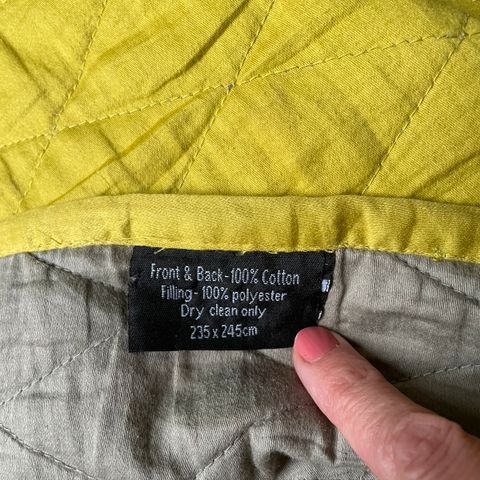 Front & Back-100% Cotton
Filling-100% polyester
Dry clean only
235 x 245cm